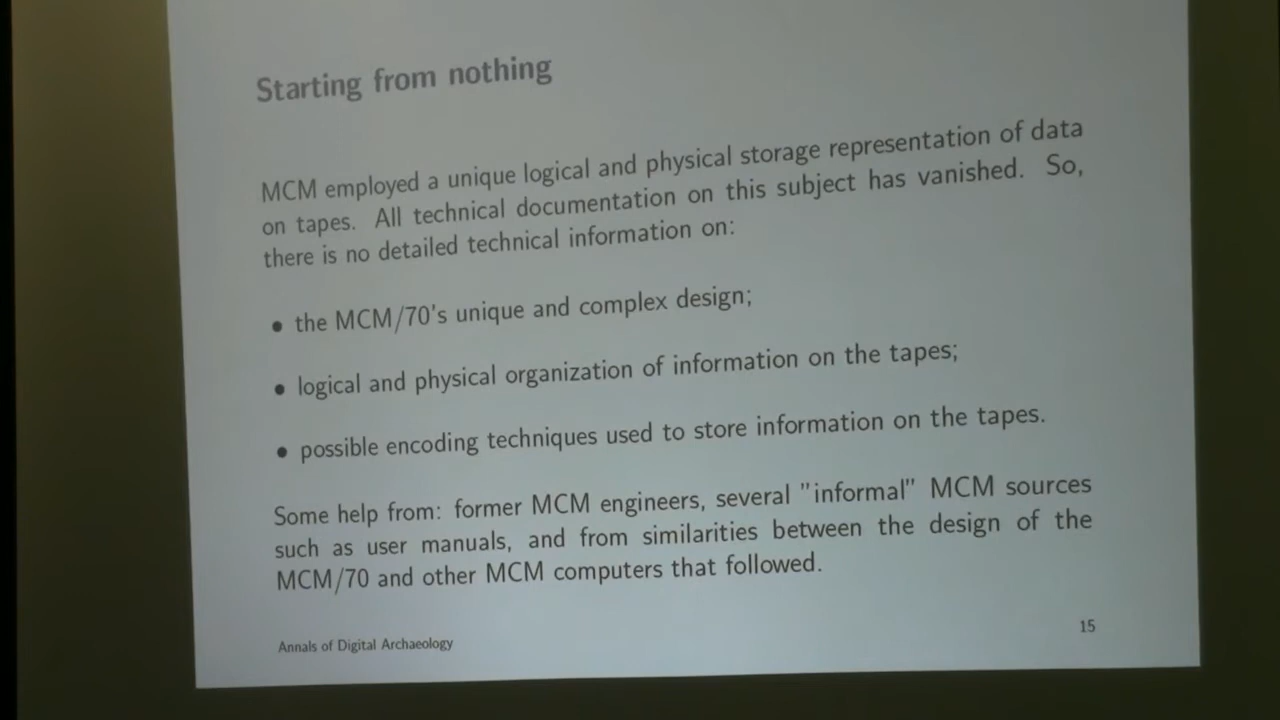 Starting from nothing
MCM employed a unique logical and physical storage representation of data
on tapes. All technical documentation on this subject has vanished. So,
there is no detailed technical information on:
• the MCM/70's unique and complex design;
• logical and physical organization of information on the tapes;
• possible encoding techniques used to store information on the tapes.
Some help from: former MCM engineers, several "informal" MCM sources
such as user manuals, and from similarities between the design of the
MCM/70 and other MCM computers that followed.
Annals of Digital Archaeology
15